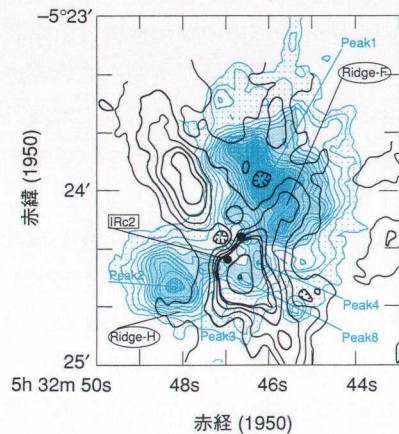 −5°23′
Peak1
Ridge-F
24′
赤緯 (1950)
IRc2
Peak2
Peak4
Ridge-H
Peak3
Peak8
25′
5h 32m 50s
48s
46s
44s
赤経 (1950)